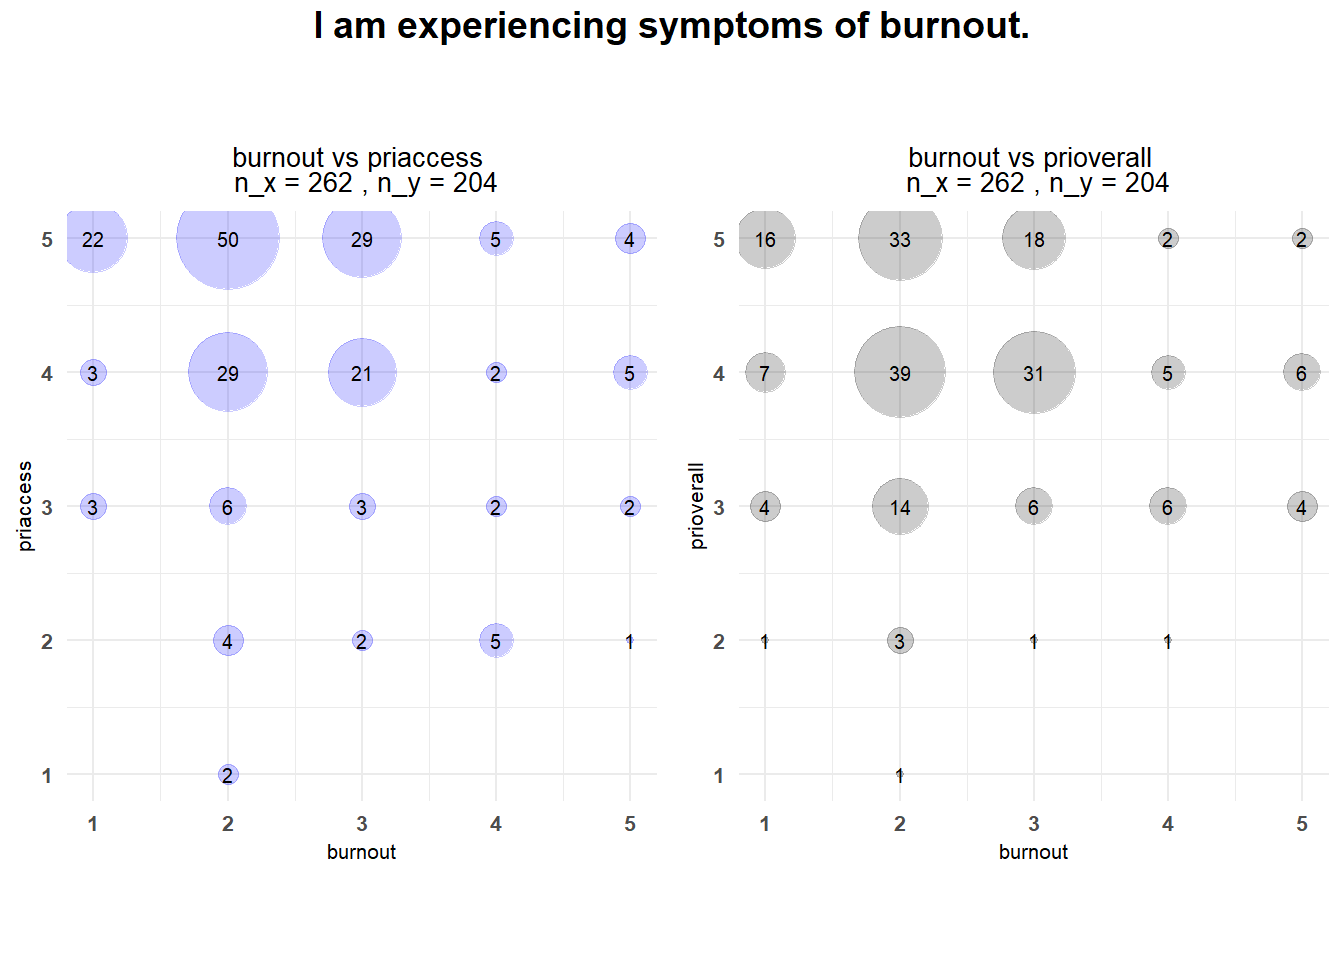 I am experiencing symptoms of burnout.
burnout vs priaccess
n_x = 262 , n_y = 204
5 22 50 29 5 4
4 3 29 21 2 5
3 3 6 3 2 2
2 4 2 5 1
1 2
1 2 3 4 5
burnout
priaccess
burnout vs prioverall
n_x = 262 , n_y = 204
5 16 33 18 2 2
4 7 39 31 5 6
3 4 14 6 6 4
2 1 3 1 1
1 1
1 2 3 4 5
burnout
prioverall